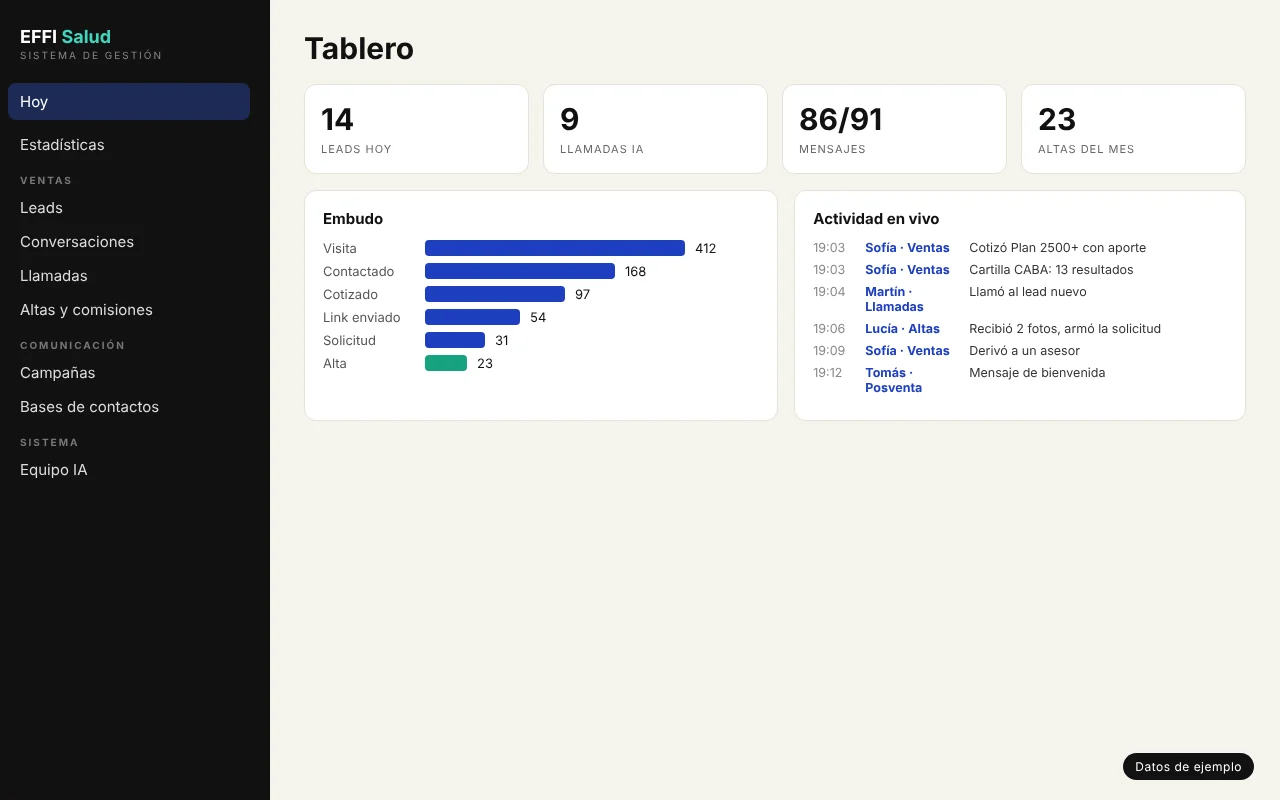 EFFI Salud
SISTEMA DE GESTIÓN
Hoy
Estadísticas
VENTAS
Leads
Conversaciones
Llamadas
Altas y comisiones
COMUNICACIÓN
Campañas
Bases de contactos
SISTEMA
Equipo IA
Tablero
14
LEADS HOY
9
LLAMADAS IA
86/91
MENSAJES
23
ALTAS DEL MES
Embudo
Visita 412
Contactado 168
Cotizado 97
Link enviado 54
Solicitud 31
Alta 23
Actividad en vivo
19:03 Sofía · Ventas Cotizó Plan 2500+ con aporte
19:03 Sofía · Ventas Cartilla CABA: 13 resultados
19:04 Martín · Llamadas Llamó al lead nuevo
19:06 Lucía · Altas Recibió 2 fotos, armó la solicitud
19:09 Sofía · Ventas Derivó a un asesor
19:12 Tomás · Posventa Mensaje de bienvenida
Datos de ejemplo